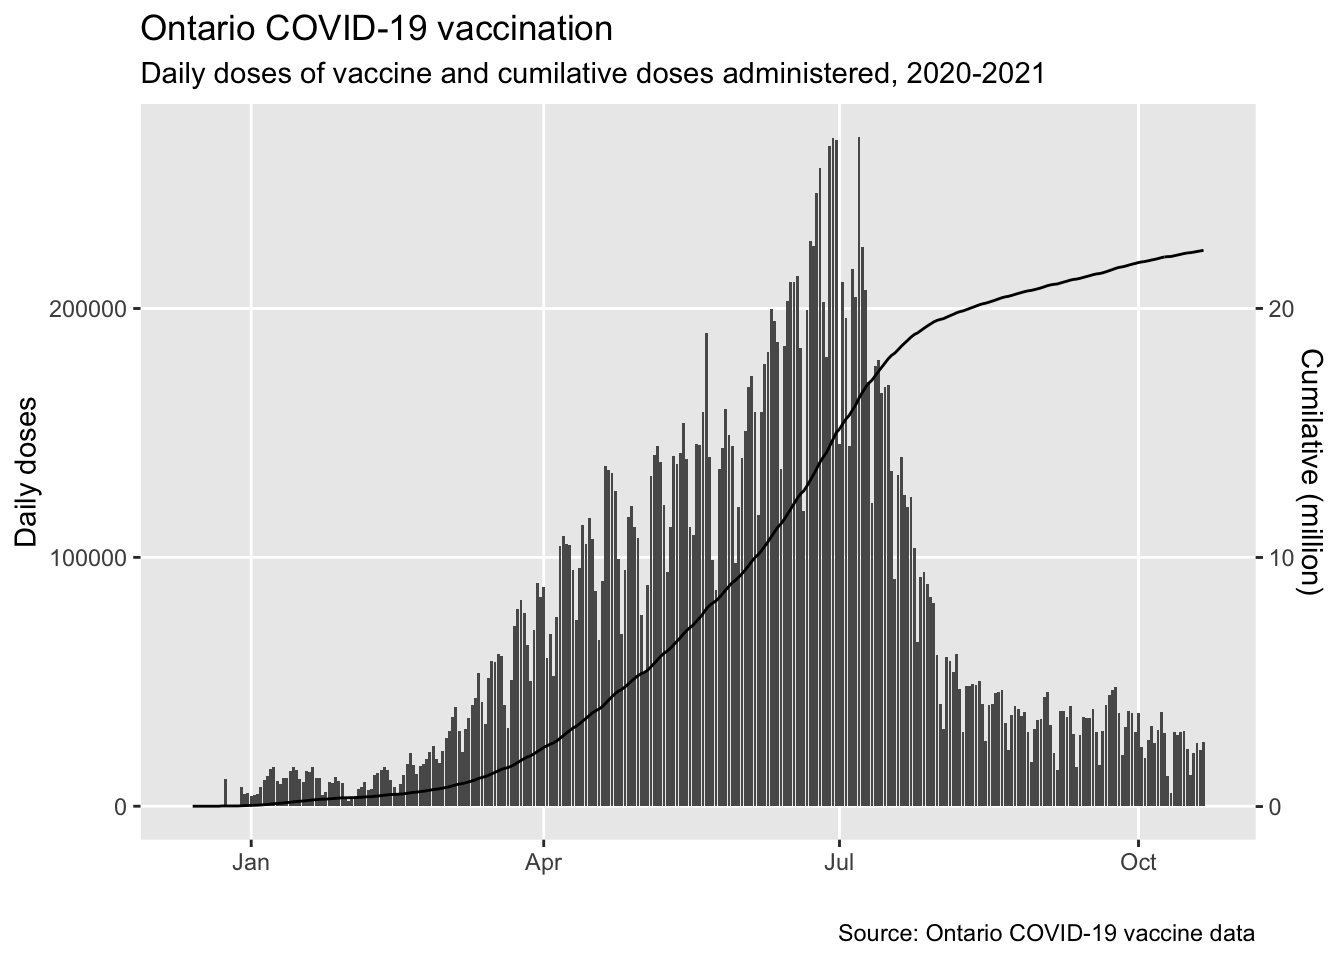 Ontario COVID-19 vaccination
Daily doses of vaccine and cumilative doses administered, 2020-2021
Daily doses
200000
100000
0
20
10
0
Cumilative (million)
Jan
Apr
Jul
Oct
Source: Ontario COVID-19 vaccine data